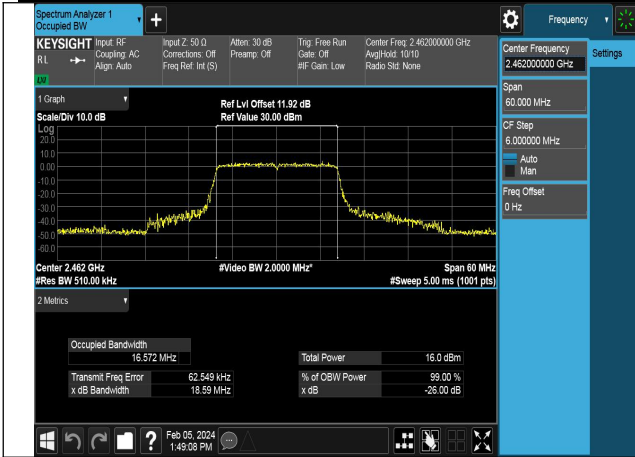 Spectrum Analyzer 1
Occupied BW
Frequency
KEYSIGHT
RL
Input: RF
Coupling: AC
Align: Auto
Input Z: 50 Ω
Corrections: Off
Freq Ref: Int (S)
Atten: 30 dB
Preamp: Off
Trig: Free Run
Gate: Off
#IF Gain: Low
Center Freq: 2.462000000 GHz
Avg|Hold: 10/10
Radio Std: None
1 Graph
Scale/Div 10.0 dB
Ref Lvl Offset 11.92 dB
Ref Value 30.00 dBm
Log
20.0
10.0
0.00
-10.0
-20.0
-30.0
-40.0
-50.0
-60.0
Center 2.462 GHz
#Res BW 510.00 kHz
#Video BW 2.0000 MHz*
Span 60 MHz
#Sweep 5.00 ms (1001 pts)
2 Metrics
Occupied Bandwidth
16.572 MHz
Transmit Freq Error 62.549 kHz
x dB Bandwidth 18.59 MHz
Total Power 16.0 dBm
% of OBW Power 99.00 %
x dB -26.00 dB
Feb 05, 2024
1:49:08 PM
Center Frequency
2.462000000 GHz
Settings
Span
60.000 MHz
CF Step
6.000000 MHz
Auto
Man
Freq Offset
0 Hz